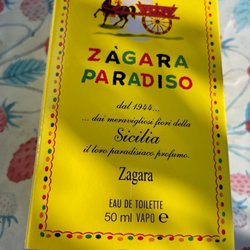 ZÀGARA
PARADISO
dal 1944...
... dai meravigliosi fiori della
Sicilia
il loro paradisiaco profumo.
Zagara
EAU DE TOILETTE
50 ml VAPO ℮